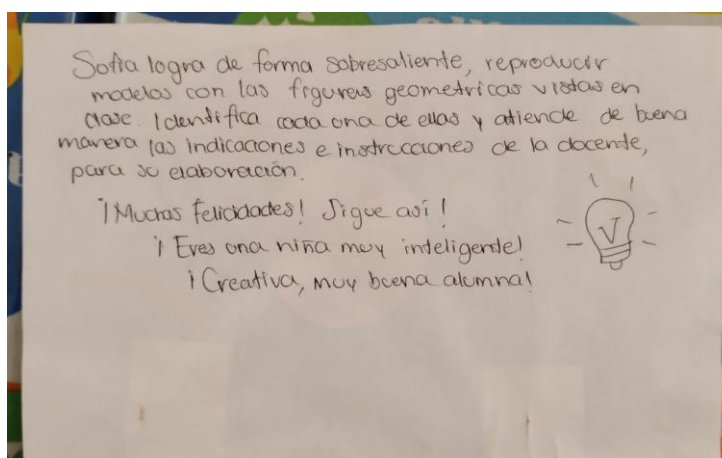 Sofia logra de forma sobresaliente, reproducir
modelos con las figuras geometricas vistas en
clase. Identifica cada una de ellas y atiende de buena
manera las indicaciones e instrucciones de la docente,
para su elaboración.
¡Muchas felicidades! Sigue así!
¡Eres una niña muy inteligente!
¡Creativa, muy buena alumna!